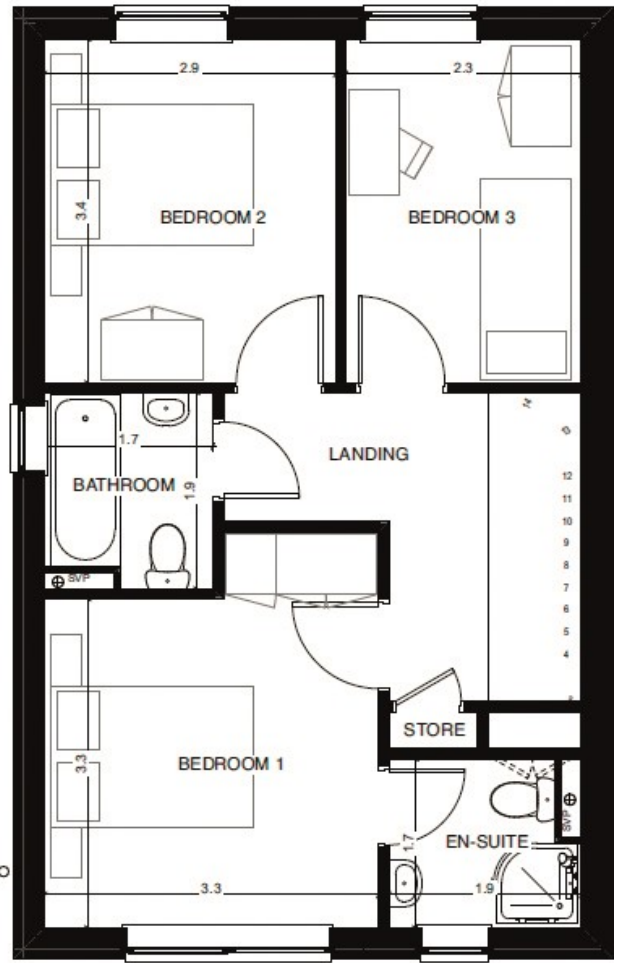 2.9
2.3
3.4
BEDROOM 2
BEDROOM 3
14
13
12
11
10
9
8
7
6
5
4
LANDING
1.7
BATHROOM
1.9
SVP
STORE
BEDROOM 1
3.3
3.3
1.7
EN-SUITE
SVP
1.9